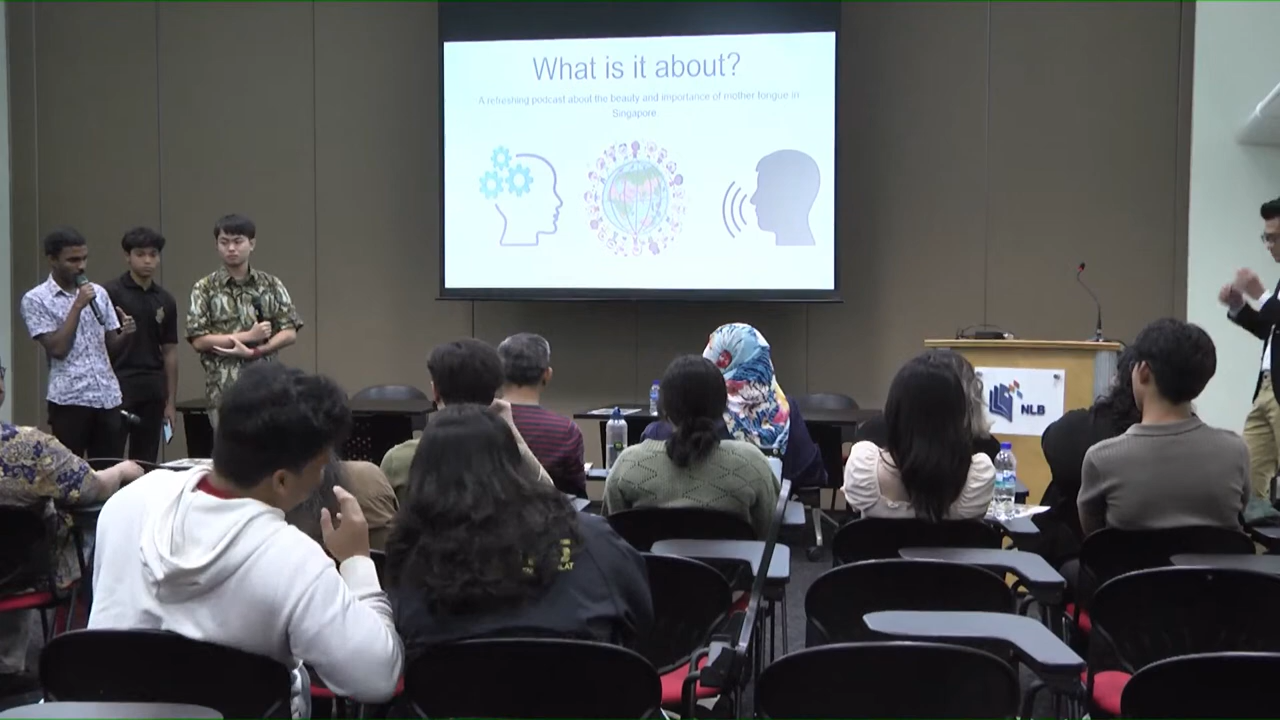 What is it about?
A refreshing podcast about the beauty and importance of mother tongue in
Singapore
NLB